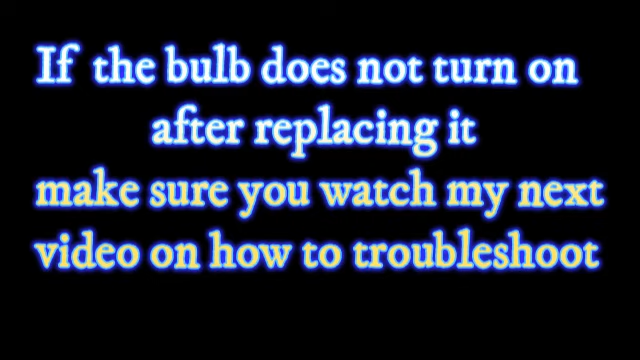 If the bulb does not turn on
after replacing it
make sure you watch my next
video on how to troubleshoot